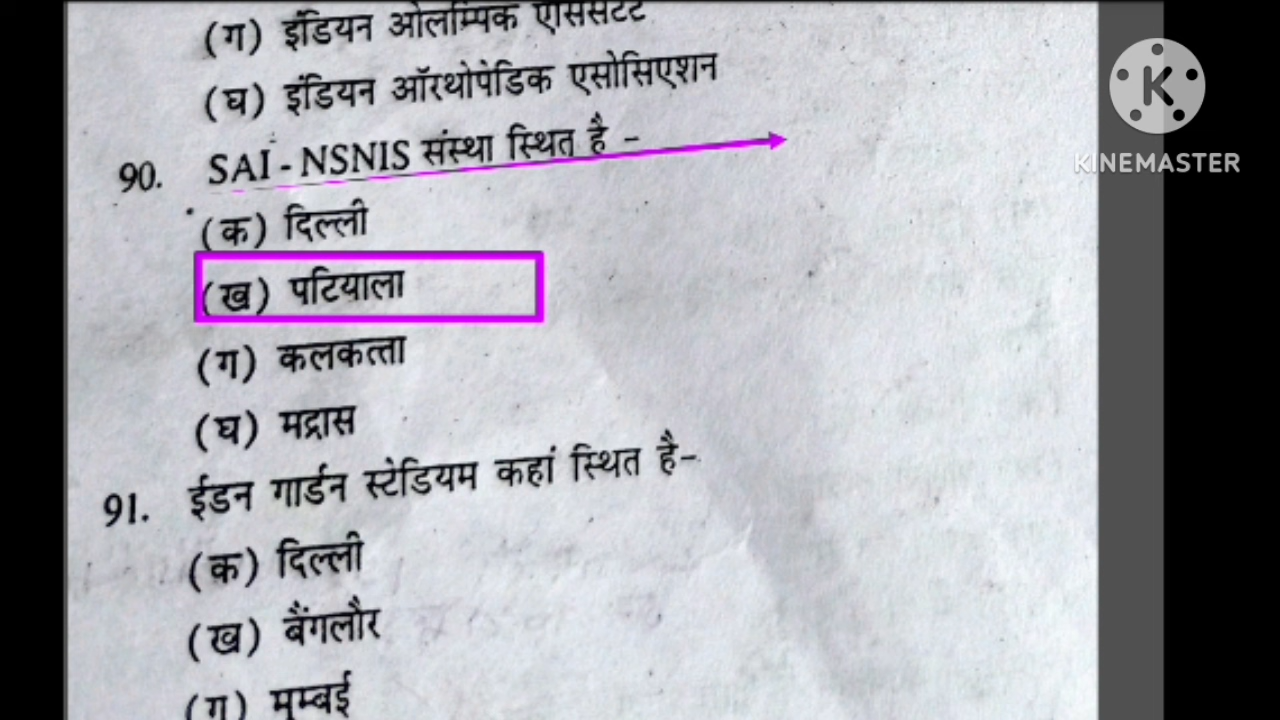 (ग) इंडियन ओलम्पिक एसिसटेंट
(घ) इंडियन ऑरथोपेडिक एसोसिएशन
90. SAI - NSNIS संस्था स्थित है -
(क) दिल्ली
(ख) पटियाला
(ग) कलकत्ता
(घ) मद्रास
91. ईडन गार्डन स्टेडियम कहां स्थित है-
(क) दिल्ली
(ख) बैंगलौर
(ग) मुम्बई
KINEMASTER